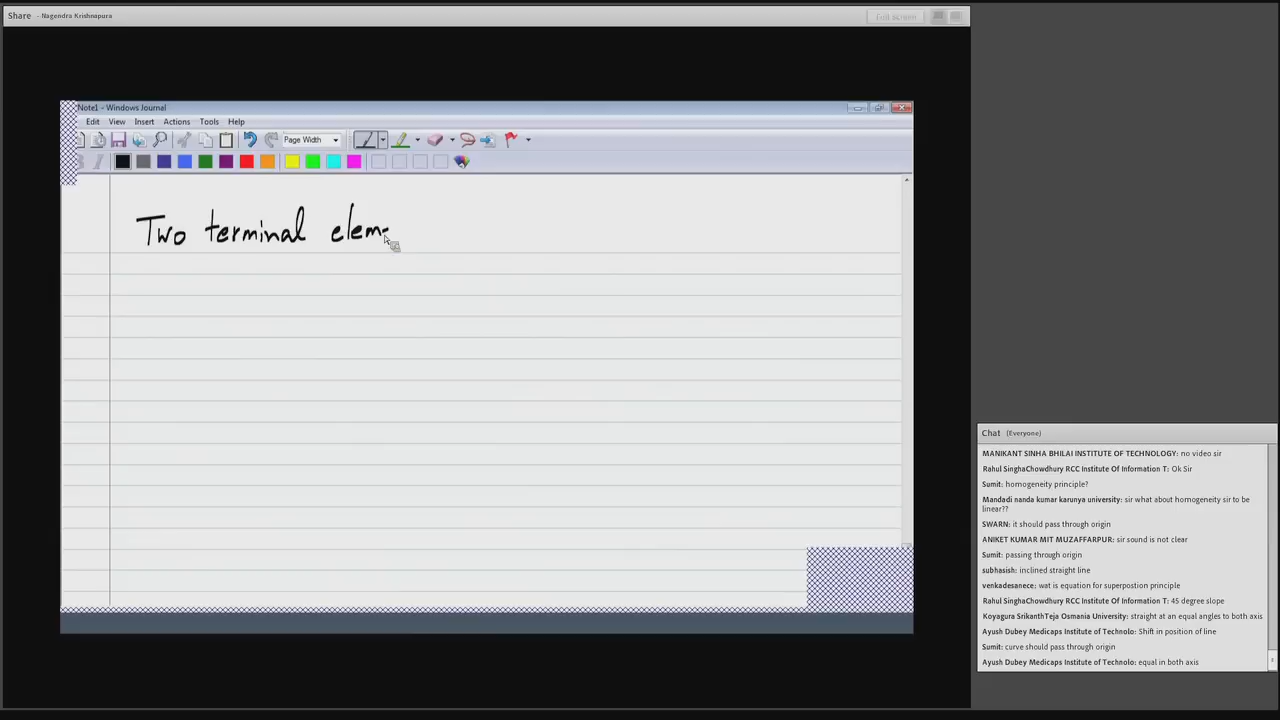 Share - Nagendra Krishnapura
Full screen
Note1 - Windows Journal
Edit View Insert Actions Tools Help
Page Width
Two terminal elem
Chat (Everyone)
MANIKANT SINHA BHILAI INSTITUTE OF TECHNOLOGY: no video sir
Rahul SinghaChowdhury RCC Institute Of Information T: Ok Sir
Sumit: homogeneity principle?
Mandadi nanda kumar karunya university: sir what about homogeneity sir to be
linear??
SWARN: it should pass through origin
ANIKET KUMAR MIT MUZAFFARPUR: sir sound is not clear
Sumit: passing through origin
subhasish: inclined straight line
venkadesanece: wat is equation for superpostion principle
Rahul SinghaChowdhury RCC Institute Of Information T: 45 degree slope
Koyagura SrikanthTeja Osmania University: straight at an equal angles to both axis
Ayush Dubey Medicaps Institute of Technolo: Shift in position of line
Sumit: curve should pass through origin
Ayush Dubey Medicaps Institute of Technolo: equal in both axis